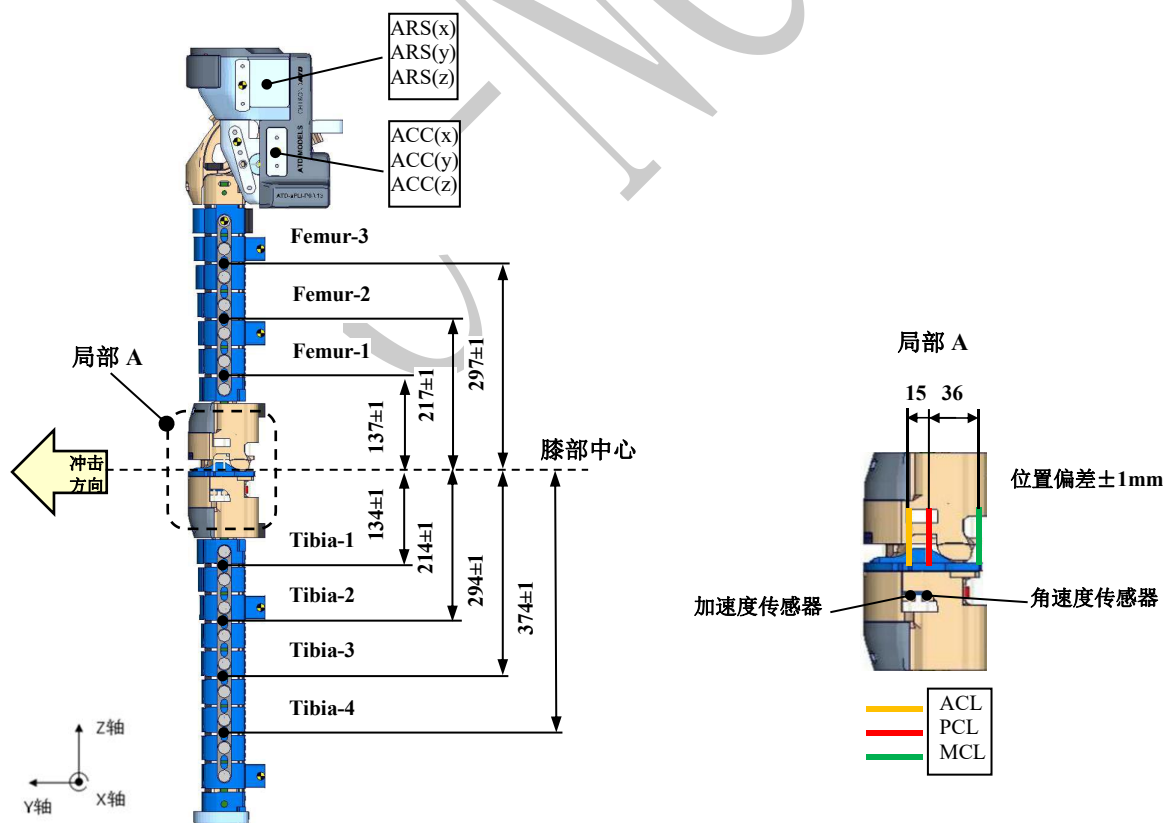 ARS(x)
ARS(y)
ARS(z)
ACC(x)
ACC(y)
ACC(z)
ATD-MODELS
Femur-3
Femur-2
Femur-1
297±1
217±1
137±1
局部 A
冲击
方向
膝部中心
134±1
214±1
294±1
374±1
Tibia-1
Tibia-2
Tibia-3
Tibia-4
Z轴
Y轴
X轴
局部 A
15
36
位置偏差±1mm
加速度传感器
角速度传感器
ACL
PCL
MCL